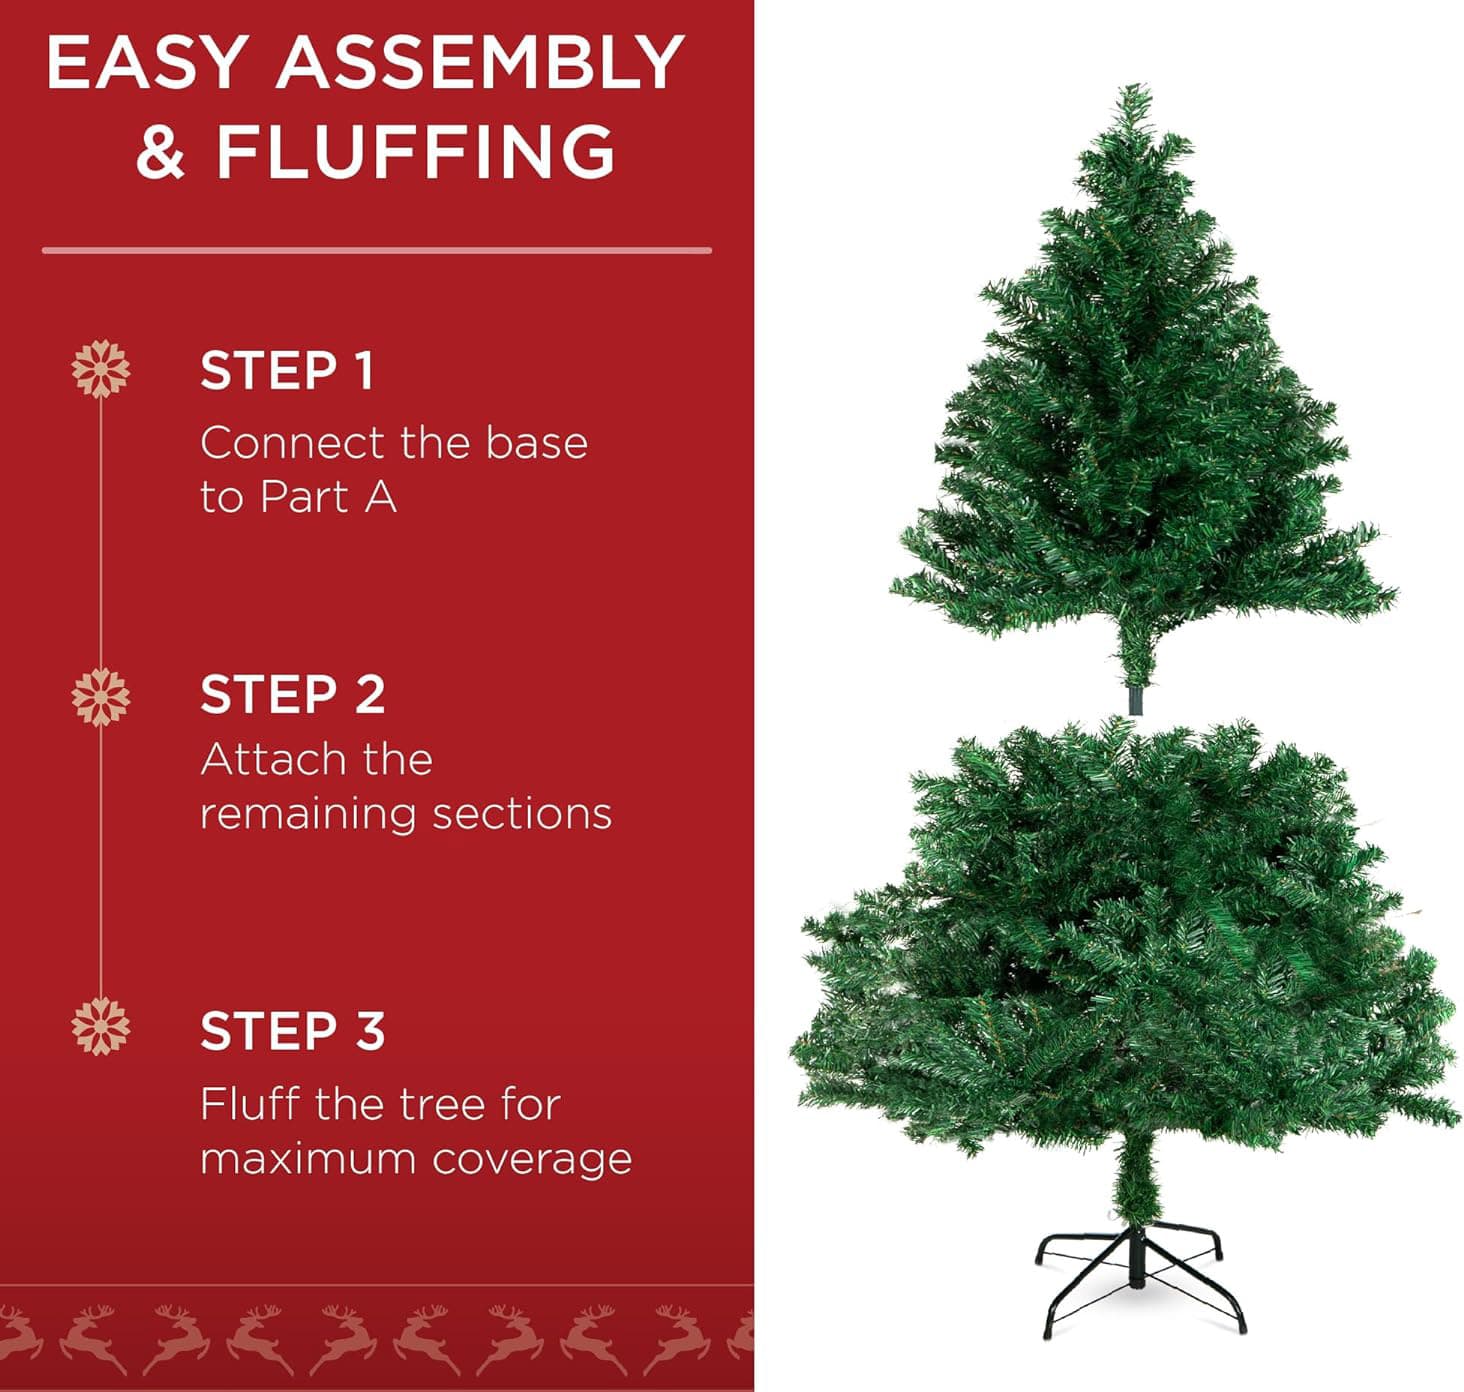 EASY ASSEMBLY
& FLUFFING
STEP 1
Connect the base
to Part A
STEP 2
Attach the
remaining sections
STEP 3
Fluff the tree for
maximum coverage